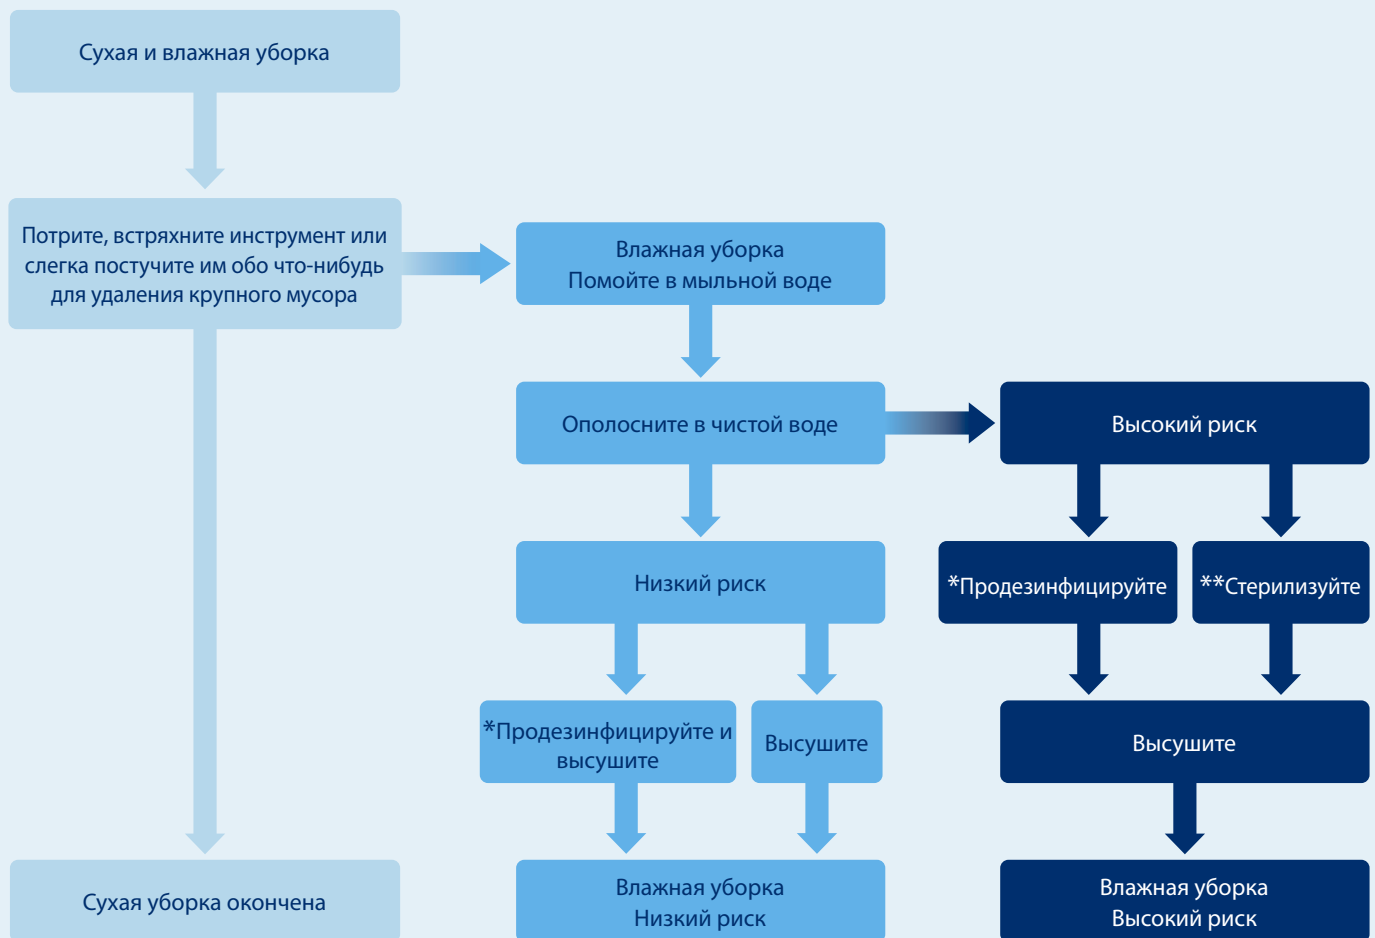 Сухая и влажная уборка
Потрите, встряхните инструмент или
слегка постучите им обо что-нибудь
для удаления крупного мусора
Влажная уборка
Помойте в мыльной воде
Ополосните в чистой воде
Высокий риск
Низкий риск
*Продезинфицируйте
**Стерилизуйте
*Продезинфицируйте и
высушите
Высушите
Высушите
Сухая уборка окончена
Влажная уборка
Низкий риск
Влажная уборка
Высокий риск